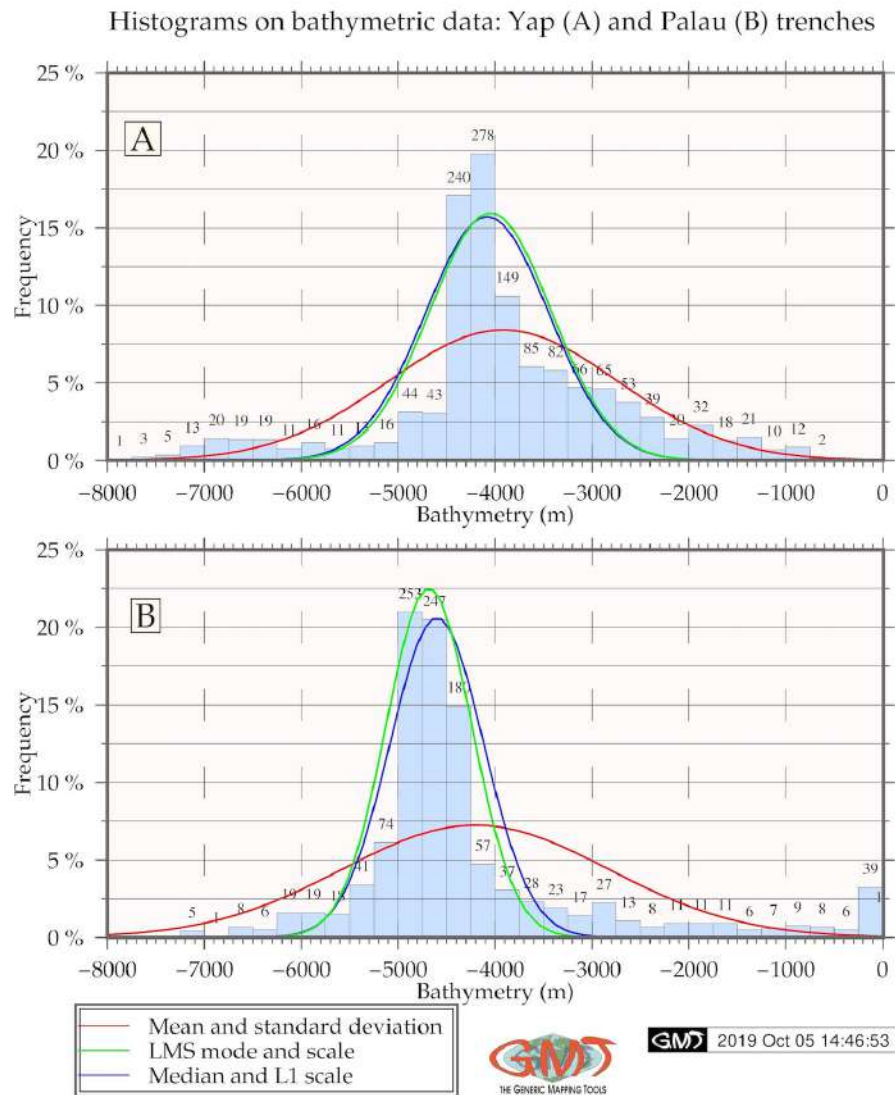 Histograms on bathymetric data: Yap (A) and Palau (B) trenches
25 %
A
278
20 %
240
15 %
149
10 %
85 82
66 65
5 %
53
44 43
39
32
20 19 19 16 11 16 20 18 21
1 3 5 13 11 10 12 2
0 %
Frequency
−8000 −7000 −6000 −5000 −4000 −3000 −2000 −1000 0
Bathymetry (m)
25 %
B
253 247
20 %
15 %
10 %
74
57
5 %
41 37 39
28 23 17 27
19 19 13
5 1 8 6 8 11 11 11 6 7 9 8 6 1
0 %
Frequency
−8000 −7000 −6000 −5000 −4000 −3000 −2000 −1000 0
Bathymetry (m)
Mean and standard deviation
LMS mode and scale
Median and L1 scale
GMT
THE GENERIC MAPPING TOOLS
GMT 2019 Oct 05 14:46:53